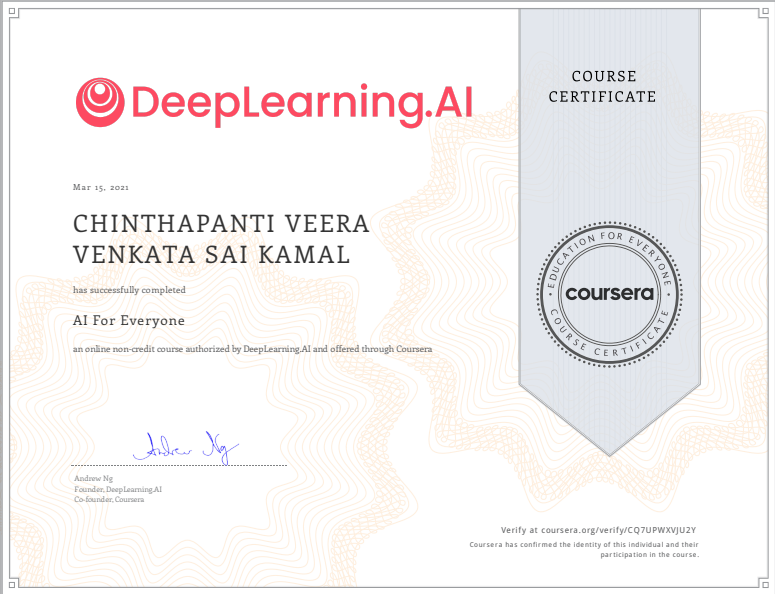 DeepLearning.AI
COURSE
CERTIFICATE
Mar 15, 2021
CHINTHAPANTI VEERA
VENKATA SAI KAMAL
has successfully completed
AI For Everyone
an online non-credit course authorized by DeepLearning.AI and offered through Coursera
EDUCATION FOR EVERYONE
coursera
COURSE CERTIFICATE
Andrew Ng
Andrew Ng
Founder, DeepLearning.AI
Co-founder, Coursera
Verify at coursera.org/verify/CQ7UPWXVJU2Y
Coursera has confirmed the identity of this individual and their
participation in the course.